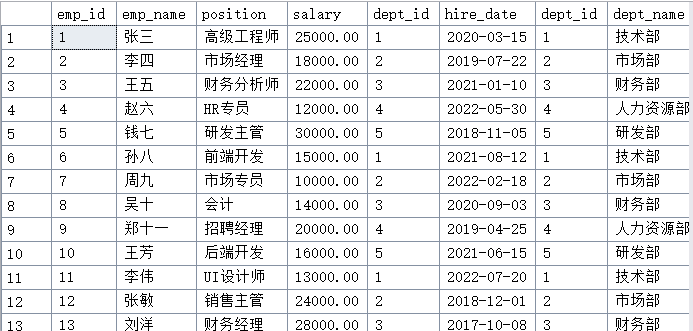 emp_id emp_name position salary dept_id hire_date dept_id dept_name
1 1 张三 高级工程师 25000.00 1 2020-03-15 1 技术部
2 2 李四 市场经理 18000.00 2 2019-07-22 2 市场部
3 3 王五 财务分析师 22000.00 3 2021-01-10 3 财务部
4 4 赵六 HR专员 12000.00 4 2022-05-30 4 人力资源部
5 5 钱七 研发主管 30000.00 5 2018-11-05 5 研发部
6 6 孙八 前端开发 15000.00 1 2021-08-12 1 技术部
7 7 周九 市场专员 10000.00 2 2022-02-18 2 市场部
8 8 吴十 会计 14000.00 3 2020-09-03 3 财务部
9 9 郑十一 招聘经理 20000.00 4 2019-04-25 4 人力资源部
10 10 王芳 后端开发 16000.00 5 2021-06-15 5 研发部
11 11 李伟 UI设计师 13000.00 1 2022-07-20 1 技术部
12 12 张敏 销售主管 24000.00 2 2018-12-01 2 市场部
13 13 刘洋 财务经理 28000.00 3 2017-10-08 3 财务部